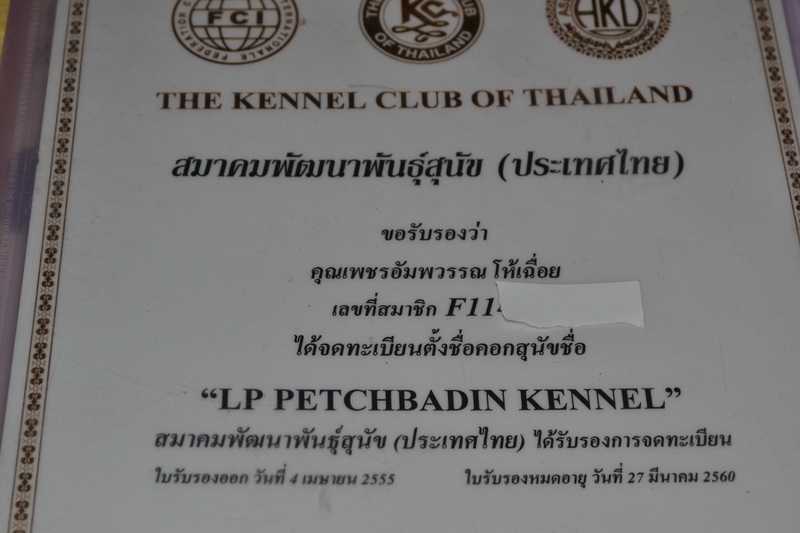 FCI
KC
OF THAILAND
AKU
THE KENNEL CLUB OF THAILAND
สมาคมพัฒนาพันธุ์สุนัข (ประเทศไทย)
ขอรับรองว่า
คุณเพชรอัมพวรรณ โห้เฉื่อย
เลขที่สมาชิก F114
ได้จดทะเบียนตั้งชื่อคอกสุนัขชื่อ
“LP PETCHBADIN KENNEL”
สมาคมพัฒนาพันธุ์สุนัข (ประเทศไทย) ได้รับรองการจดทะเบียน
ใบรับรองออก วันที่ 4 เมษายน 2555 ใบรับรองหมดอายุ วันที่ 27 มีนาคม 2560